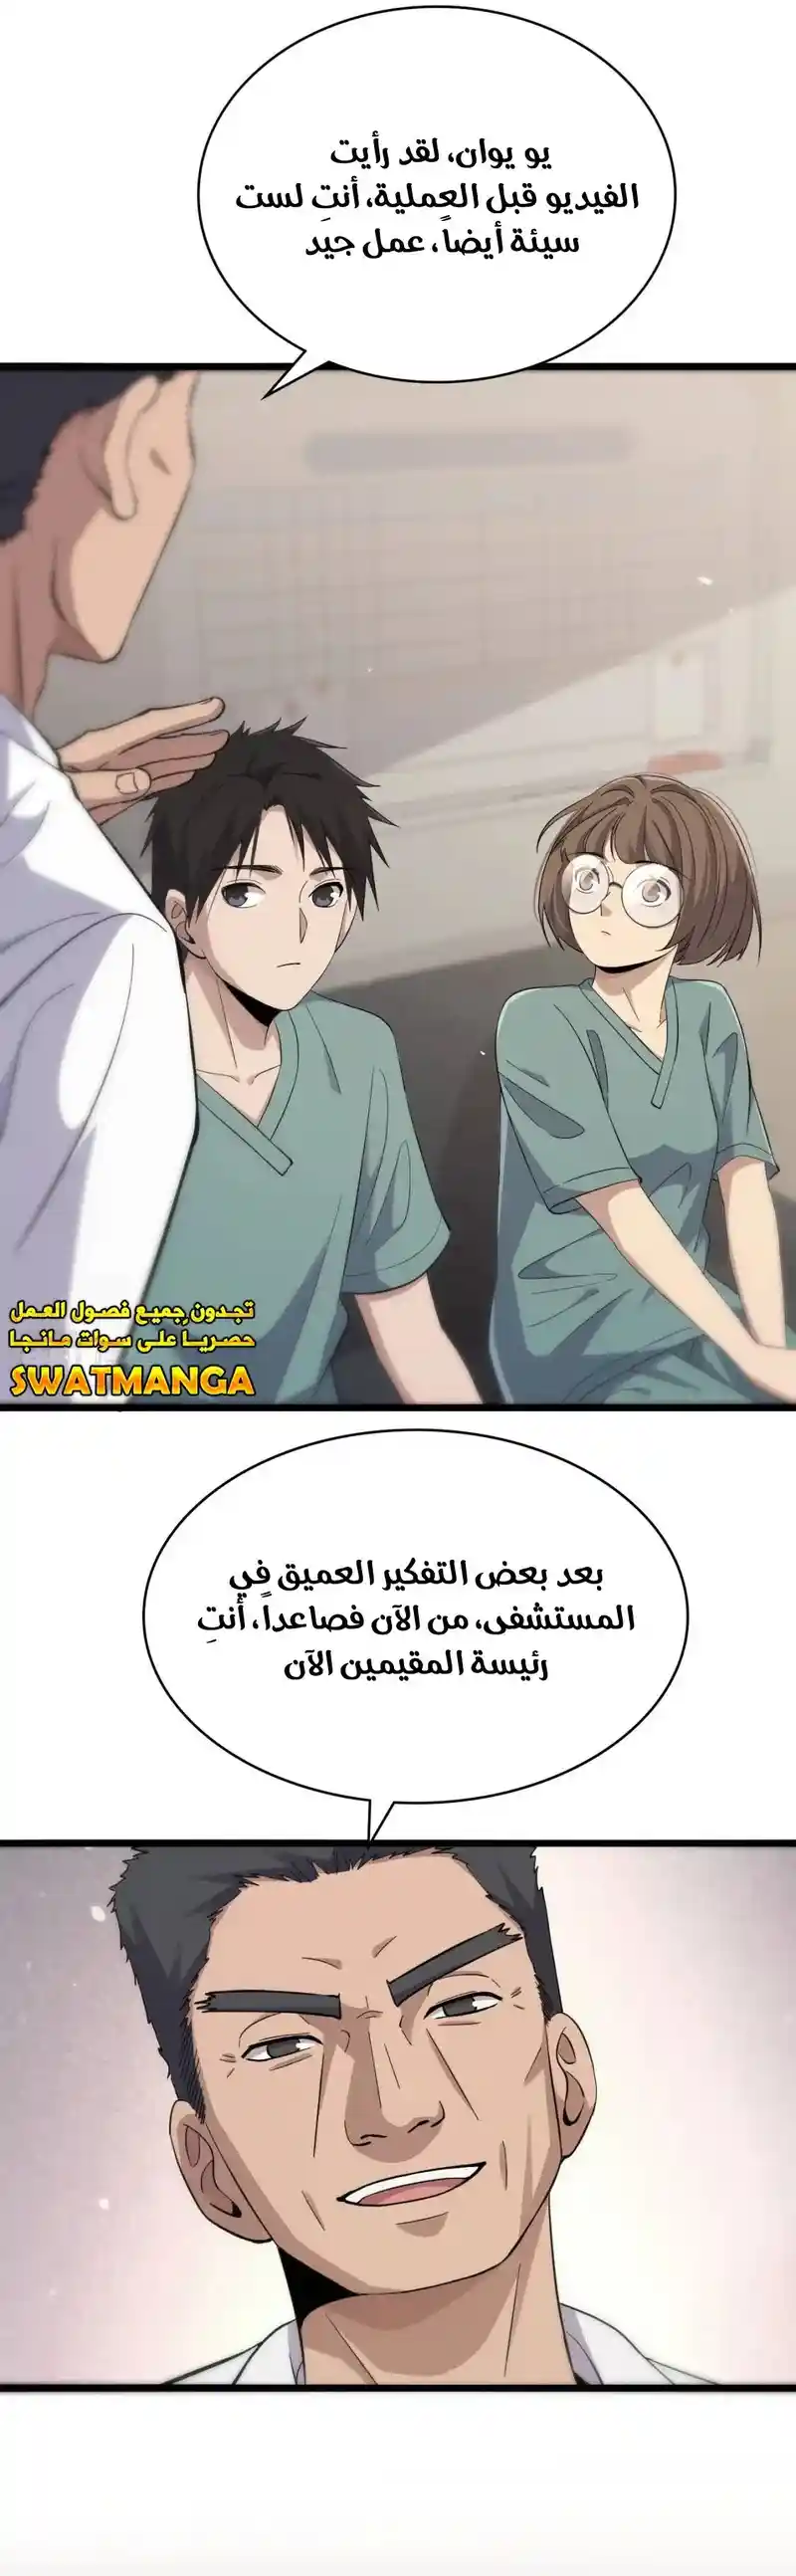 يو يوان، لقد رأيت
الفيديو قبل العملية، أنتِ لست
سيئة أيضاً، عمل جيد
تجدون جميع فصول العمل
حصرياً على سوات مانجا
SWATMANGA
بعد بعض التفكير العميق في
المستشفى، من الآن فصاعداً، أنتِ
رئيسة المقيمين الآن